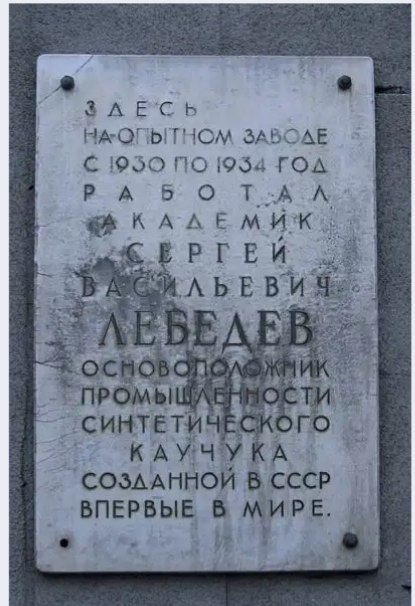 ЗДЕСЬ
НА ОПЫТНОМ ЗАВОДЕ
С 1930 ПО 1934 ГОД
РАБОТАЛ
АКАДЕМИК
СЕРГЕЙ
ВАСИЛЬЕВИЧ
ЛЕБЕДЕВ
ОСНОВОПОЛОЖНИК
ПРОМЫШЛЕННОСТИ
СИНТЕТИЧЕСКОГО
КАУЧУКА
СОЗДАННОЙ В СССР
ВПЕРВЫЕ В МИРЕ.